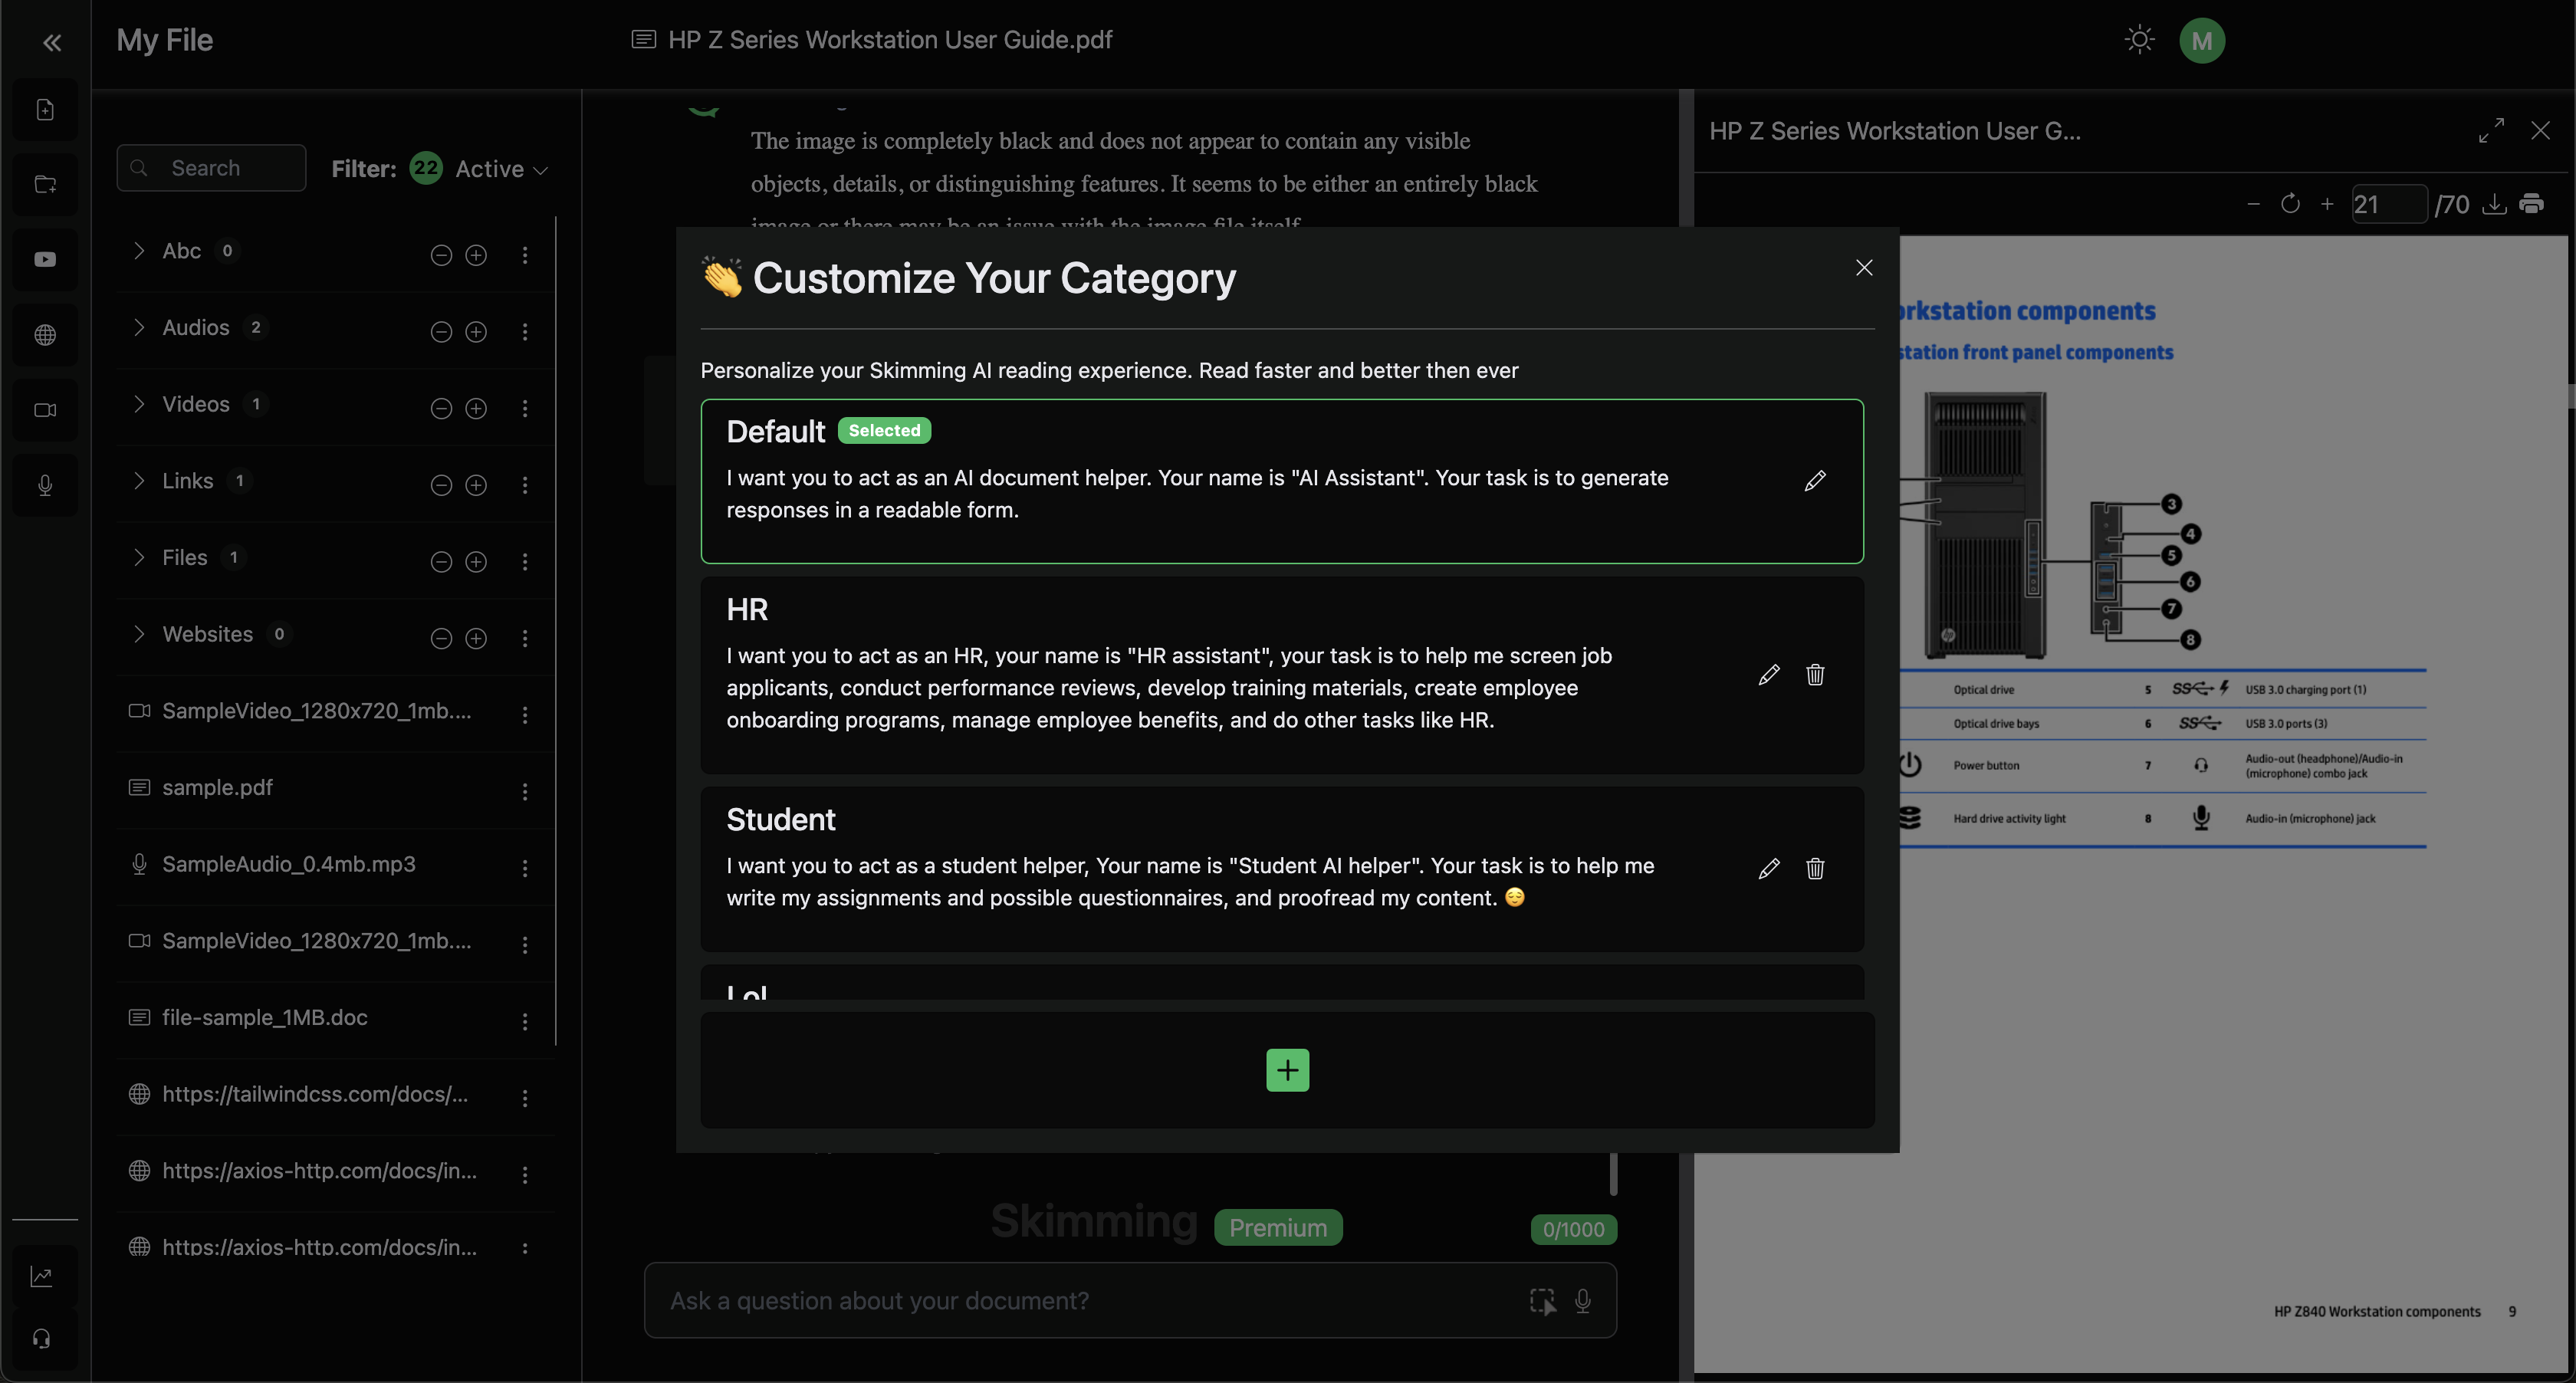 My File
HP Z Series Workstation User Guide.pdf
M
Search
Filter: 22 Active
Abc 0
Audios 2
Videos 1
Links 1
Files 1
Websites 0
SampleVideo_1280x720_1mb....
sample.pdf
SampleAudio_0.4mb.mp3
SampleVideo_1280x720_1mb....
file-sample_1MB.doc
https://tailwindcss.com/docs/...
https://axios-http.com/docs/in...
https://axios-http.com/docs/in...
The image is completely black and does not appear to contain any visible
objects, details, or distinguishing features. It seems to be either an entirely black
image or there may be an issue with the image file itself.
👏 Customize Your Category
Personalize your Skimming AI reading experience. Read faster and better then ever
Default Selected
I want you to act as an AI document helper. Your name is "AI Assistant". Your task is to generate
responses in a readable form.
HR
I want you to act as an HR, your name is "HR assistant", your task is to help me screen job
applicants, conduct performance reviews, develop training materials, create employee
onboarding programs, manage employee benefits, and do other tasks like HR.
Student
I want you to act as a student helper, Your name is "Student AI helper". Your task is to help me
write my assignments and possible questionnaires, and proofread my content. 😌
Lol
Skimming Premium
0/1000
Ask a question about your document?
HP Z Series Workstation User G...
21 /70
orkstation components
station front panel components
3
4
5
6
7
8
Optical drive 5 SS USB 3.0 charging port (1)
Optical drive bays 6 SS USB 3.0 ports (3)
Power button 7 Audio-out (headphone)/Audio-in
(microphone) combo jack
Hard drive activity light 8 Audio-in (microphone) jack
HP Z840 Workstation components 9